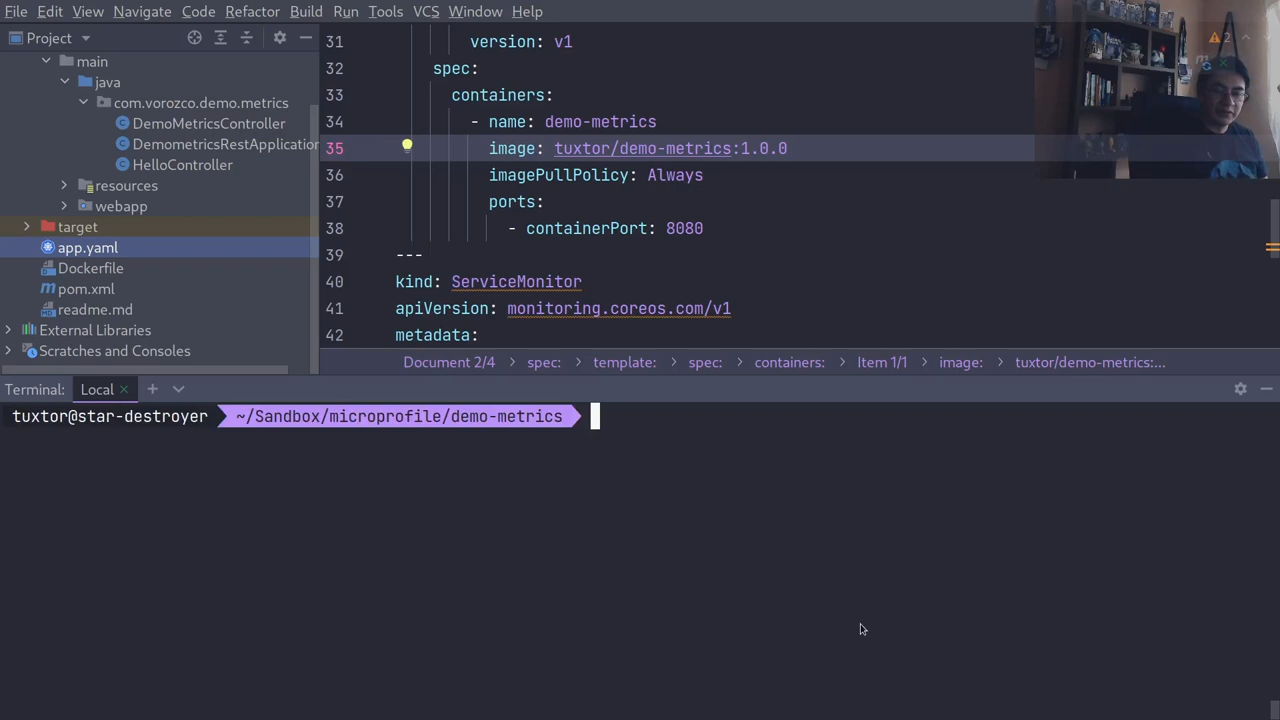 File Edit View Navigate Code Refactor Build Run Tools VCS Window Help
Project
main
java
com.vorozco.demo.metrics
DemoMetricsController
DemometricsRestApplication
HelloController
resources
webapp
target
app.yaml
Dockerfile
pom.xml
readme.md
External Libraries
Scratches and Consoles
31 version: v1
32 spec:
33 containers:
34 - name: demo-metrics
35 image: tuxtor/demo-metrics:1.0.0
36 imagePullPolicy: Always
37 ports:
38 - containerPort: 8080
39 ---
40 kind: ServiceMonitor
41 apiVersion: monitoring.coreos.com/v1
42 metadata:
2
Document 2/4 > spec: > template: > spec: > containers: > Item 1/1 > image: > tuxtor/demo-metrics:...
Terminal: Local × +
tuxtor@star-destroyer ~/Sandbox/microprofile/demo-metrics